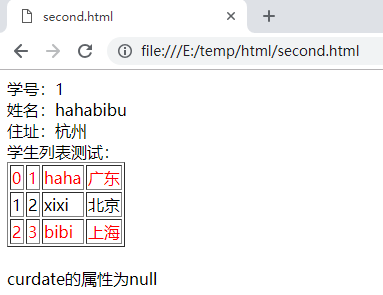 second.html
file:///E:/temp/html/second.html
学号：1
姓名：hahabibu
住址：杭州
学生列表测试：
0 1 haha 广东
1 2 xixi 北京
2 3 bibi 上海
curdate的属性为null